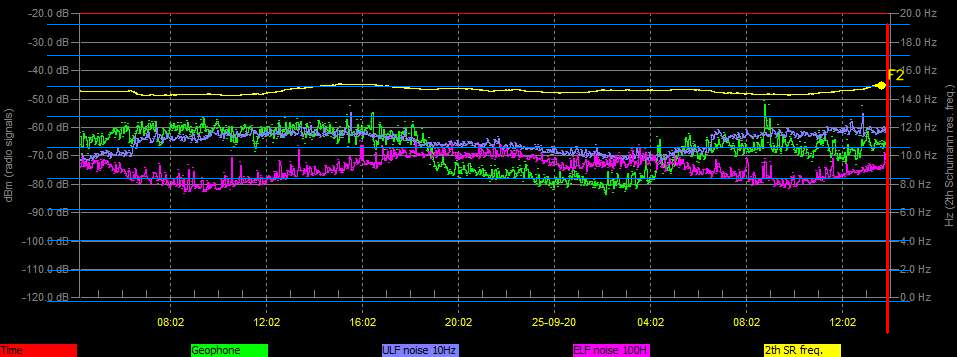 -20.0 dB 20.0 Hz
-30.0 dB 18.0 Hz
-40.0 dB 16.0 Hz
F2
-50.0 dB 14.0 Hz
-60.0 dB 12.0 Hz
-70.0 dB 10.0 Hz
-80.0 dB 8.0 Hz
-90.0 dB 6.0 Hz
-100.0 dB 4.0 Hz
-110.0 dB 2.0 Hz
-120.0 dB 0.0 Hz
dBm (radio signals)
Hz (2th Schumann res. freq.)
08:02 12:02 16:02 20:02 25-09-20 04:02 08:02 12:02
Time Geophone ULF noise 10Hz ELF noise 100H 2th SR freq.